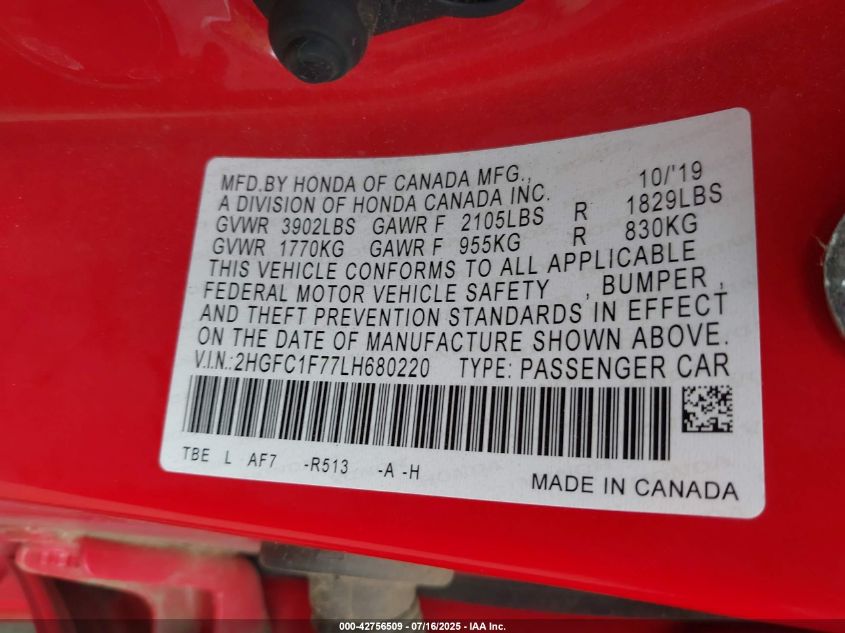 MFD.BY HONDA OF CANADA MFG., 10/'19
A DIVISION OF HONDA CANADA INC.
GVWR 3902LBS GAWR F 2105LBS R 1829LBS
GVWR 1770KG GAWR F 955KG R 830KG
THIS VEHICLE CONFORMS TO ALL APPLICABLE
FEDERAL MOTOR VEHICLE SAFETY , BUMPER ,
AND THEFT PREVENTION STANDARDS IN EFFECT
ON THE DATE OF MANUFACTURE SHOWN ABOVE.
V.I.N.:2HGFC1F77LH680220 TYPE: PASSENGER CAR
TBE L AF7 -R513 -A -H
MADE IN CANADA
000-42756509 - 07/16/2025 - IAA Inc.